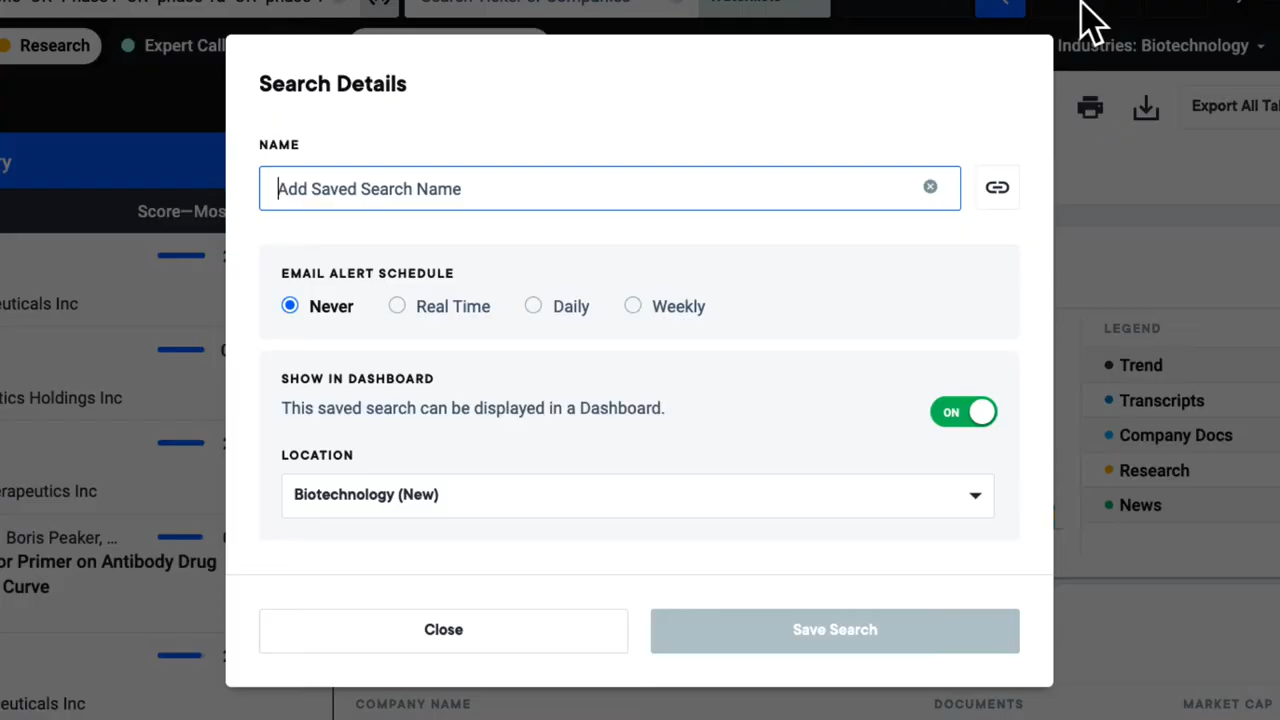 Research
Expert Call
Industries: Biotechnology
Search Details
NAME
Add Saved Search Name
Export All Ta
EMAIL ALERT SCHEDULE
Never
Real Time
Daily
Weekly
SHOW IN DASHBOARD
This saved search can be displayed in a Dashboard.
ON
LOCATION
Biotechnology (New)
Close
Save Search
Score—Mos
euticals Inc
tics Holdings Inc
rapeutics Inc
Boris Peaker, ...
or Primer on Antibody Drug
Curve
euticals Inc
LEGEND
Trend
Transcripts
Company Docs
Research
News
COMPANY NAME
DOCUMENTS
MARKET CAP